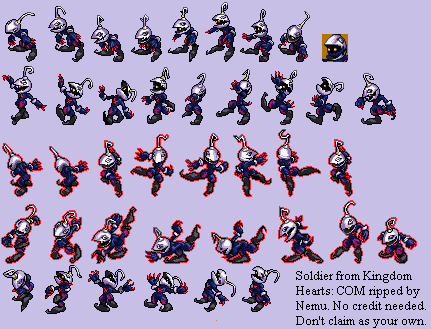 Soldier from Kingdom
Hearts: COM ripped by
Nemu. No credit needed.
Don't claim as your own.